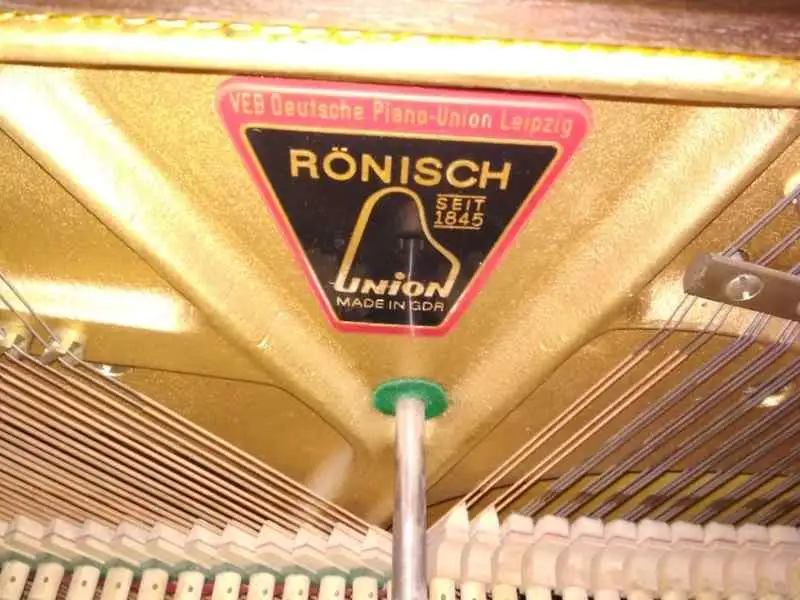 VEB Deutsche Piano-Union Leipzig
RÖNISCH
SEIT
1845
UNiON
MADE IN GDR